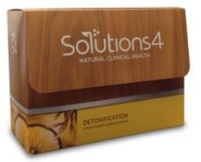 Solutions4
NATURAL CLINICAL HEALTH
DETOXIFICATION